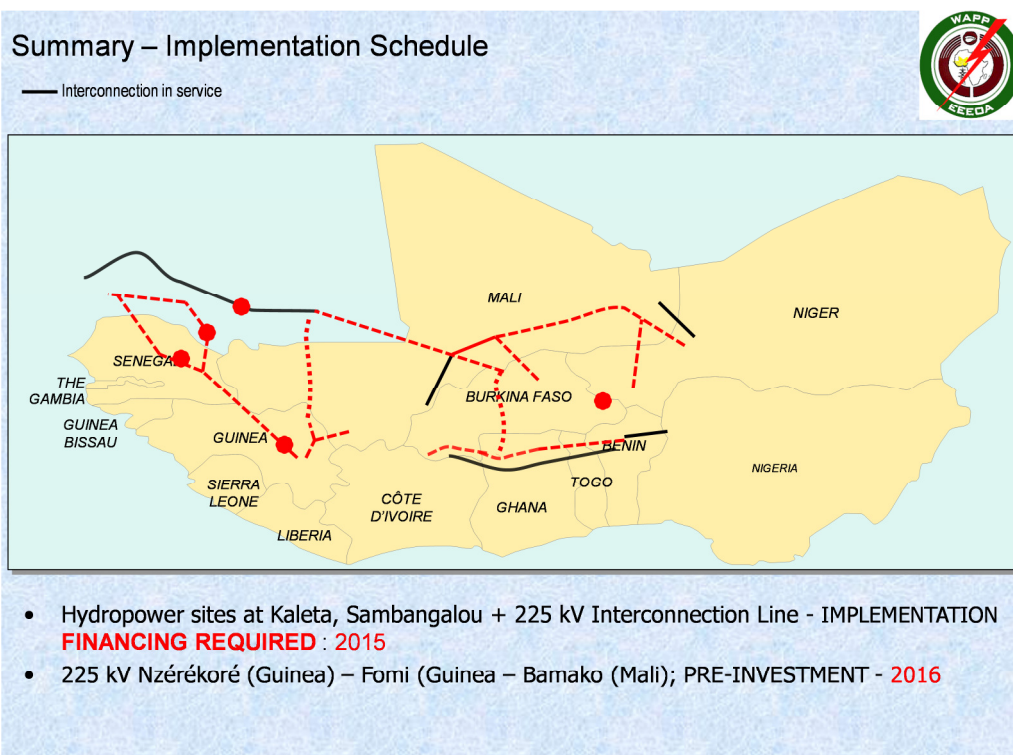 Summary – Implementation Schedule
WAPP
EEEOA
Interconnection in service
MALI
NIGER
SENEGA
THE
GAMBIA
BURKINA FASO
GUINEA
BISSAU
GUINEA
BENIN
NIGERIA
SIERRA
LEONE
TOGO
CÔTE
D'IVOIRE
GHANA
LIBERIA
• Hydropower sites at Kaleta, Sambangalou + 225 kV Interconnection Line - IMPLEMENTATION
FINANCING REQUIRED : 2015
• 225 kV Nzérékoré (Guinea) – Fomi (Guinea – Bamako (Mali); PRE-INVESTMENT - 2016